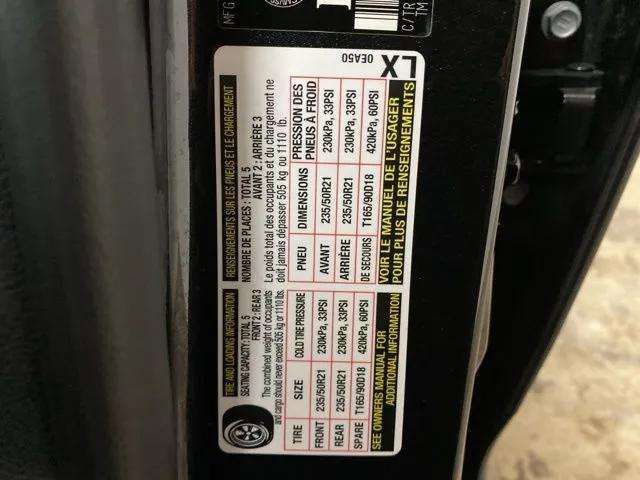 MFG
C/TR
TM
TIRE AND LOADING INFORMATION
SEATING CAPACITY: TOTAL 5
FRONT 2 : REAR 3
The combined weight of occupants
and cargo should never exceed 505 kg or 1110 lbs.
TIRE SIZE COLD TIRE PRESSURE
FRONT 235/50R21 230kPa, 33PSI
REAR 235/50R21 230kPa, 33PSI
SPARE T165/90D18 420kPa, 60PSI
SEE OWNERS MANUAL FOR
ADDITIONAL INFORMATION
RENSEIGNEMENTS SUR LES PNEUS ET LE CHARGEMENT
NOMBRE DE PLACES : TOTAL 5
AVANT 2 : ARRIÈRE 3
Le poids total des occupants et du chargement ne
doit jamais dépasser 505 kg ou 1110 lb.
PNEU DIMENSIONS PRESSION DES
PNEUS À FROID
AVANT 235/50R21 230kPa, 33PSI
ARRIÈRE 235/50R21 230kPa, 33PSI
DE SECOURS T165/90D18 420kPa, 60PSI
VOIR LE MANUEL DE L'USAGER
POUR PLUS DE RENSEIGNEMENTS
LX 0EA50